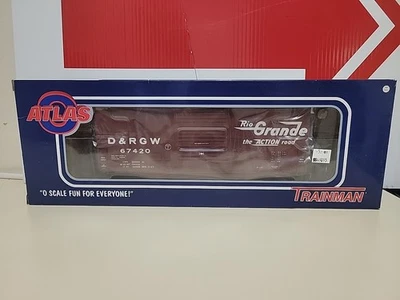 ATLAS
O
D&RGW
67420
Rio
Grande
the ACTION road
"O SCALE FUN FOR EVERYONE!"
TRAINMAN